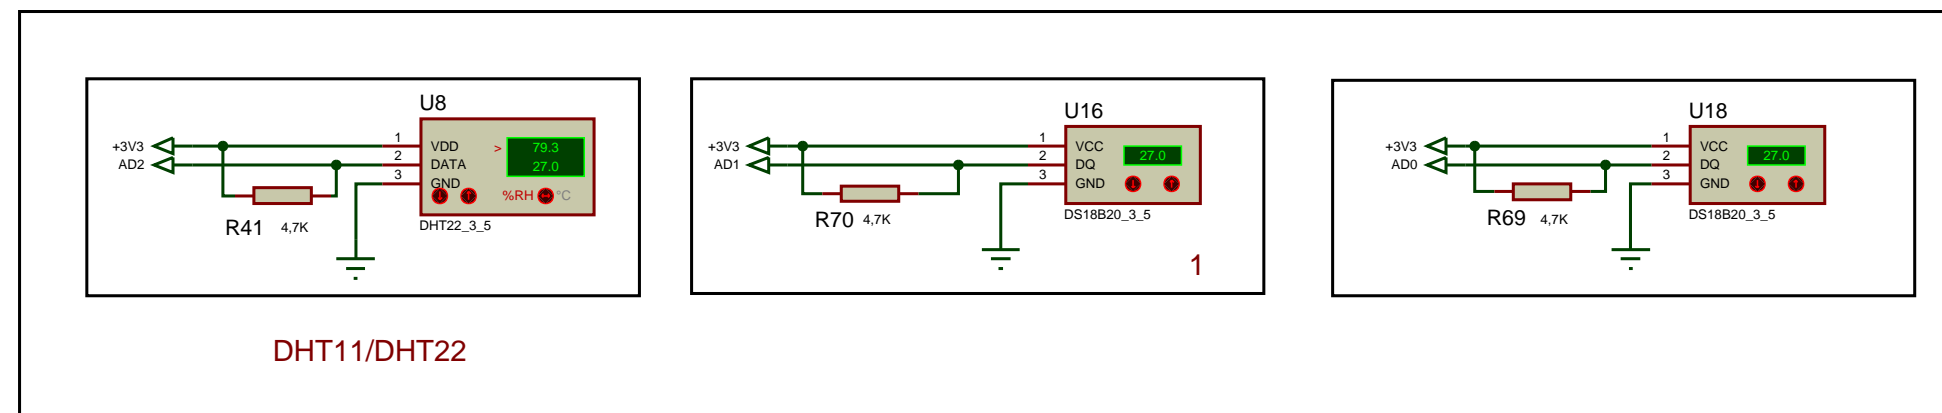 U8
+3V3
AD2
1
2
3
VDD
DATA
GND
>
79.3
27.0
%RH
°C
R41
4,7K
DHT22_3_5
DHT11/DHT22
U16
+3V3
AD1
1
2
3
VCC
DQ
GND
27.0
R70
4,7K
DS18B20_3_5
1
U18
+3V3
AD0
1
2
3
VCC
DQ
GND
27.0
R69
4,7K
DS18B20_3_5